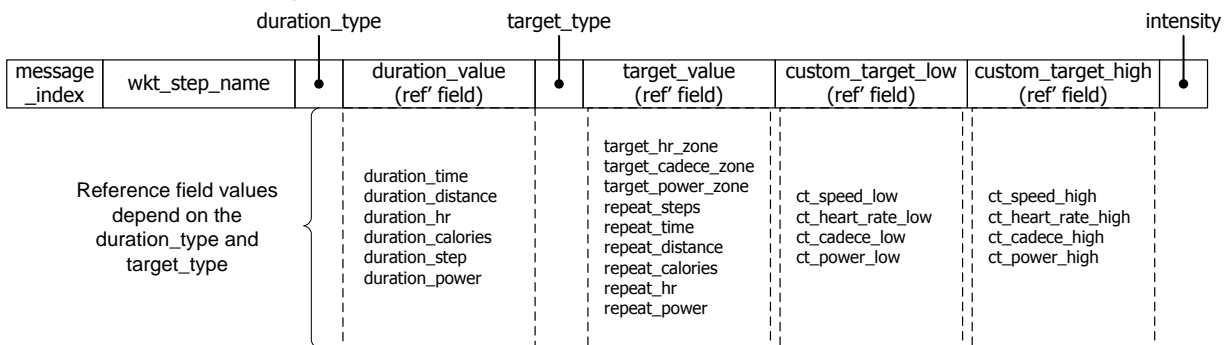 duration_type
target_type
intensity
message
_index
wkt_step_name
duration_value
(ref' field)
target_value
(ref' field)
custom_target_low
(ref' field)
custom_target_high
(ref' field)
Reference field values
depend on the
duration_type and
target_type
duration_time
duration_distance
duration_hr
duration_calories
duration_step
duration_power
target_hr_zone
target_cadece_zone
target_power_zone
repeat_steps
repeat_time
repeat_distance
repeat_calories
repeat_hr
repeat_power
ct_speed_low
ct_heart_rate_low
ct_cadece_low
ct_power_low
ct_speed_high
ct_heart_rate_high
ct_cadece_high
ct_power_high